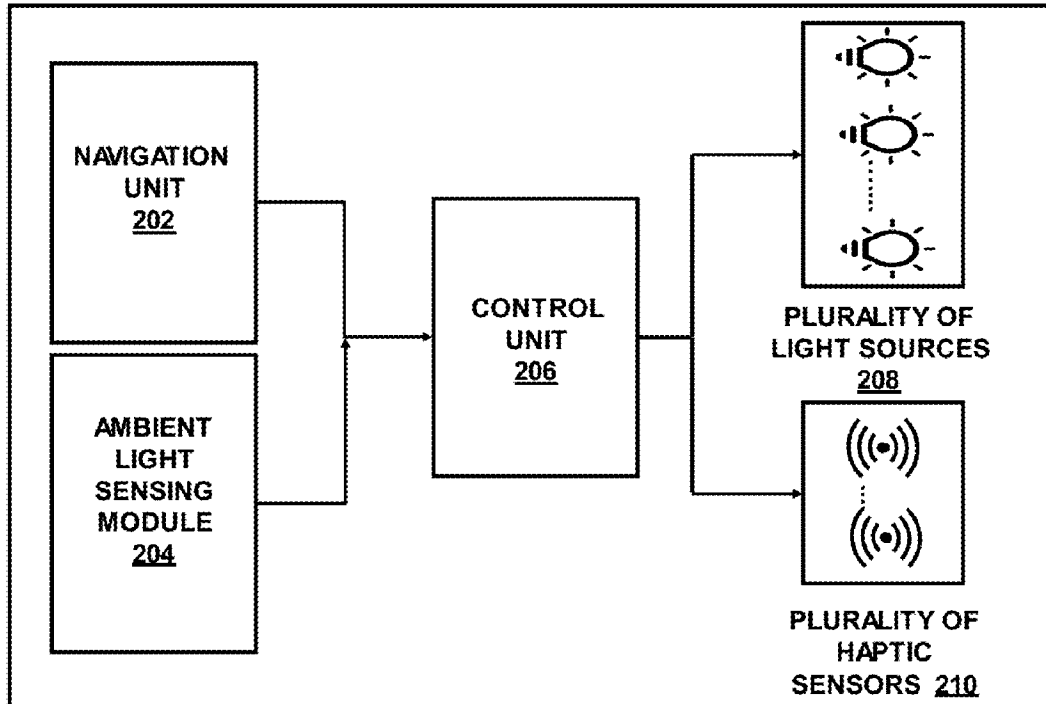 NAVIGATION
UNIT
202
AMBIENT
LIGHT
SENSING
MODULE
204
CONTROL
UNIT
206
PLURALITY OF
LIGHT SOURCES
208
PLURALITY OF
HAPTIC
SENSORS 210